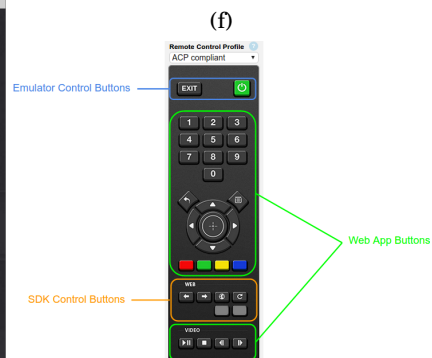 (f)
Remote Control Profile
ACP compliant
Emulator Control Buttons
EXIT
1 2 3
4 5 6
7 8 9
0
Web App Buttons
WEB
SDK Control Buttons
VIDEO